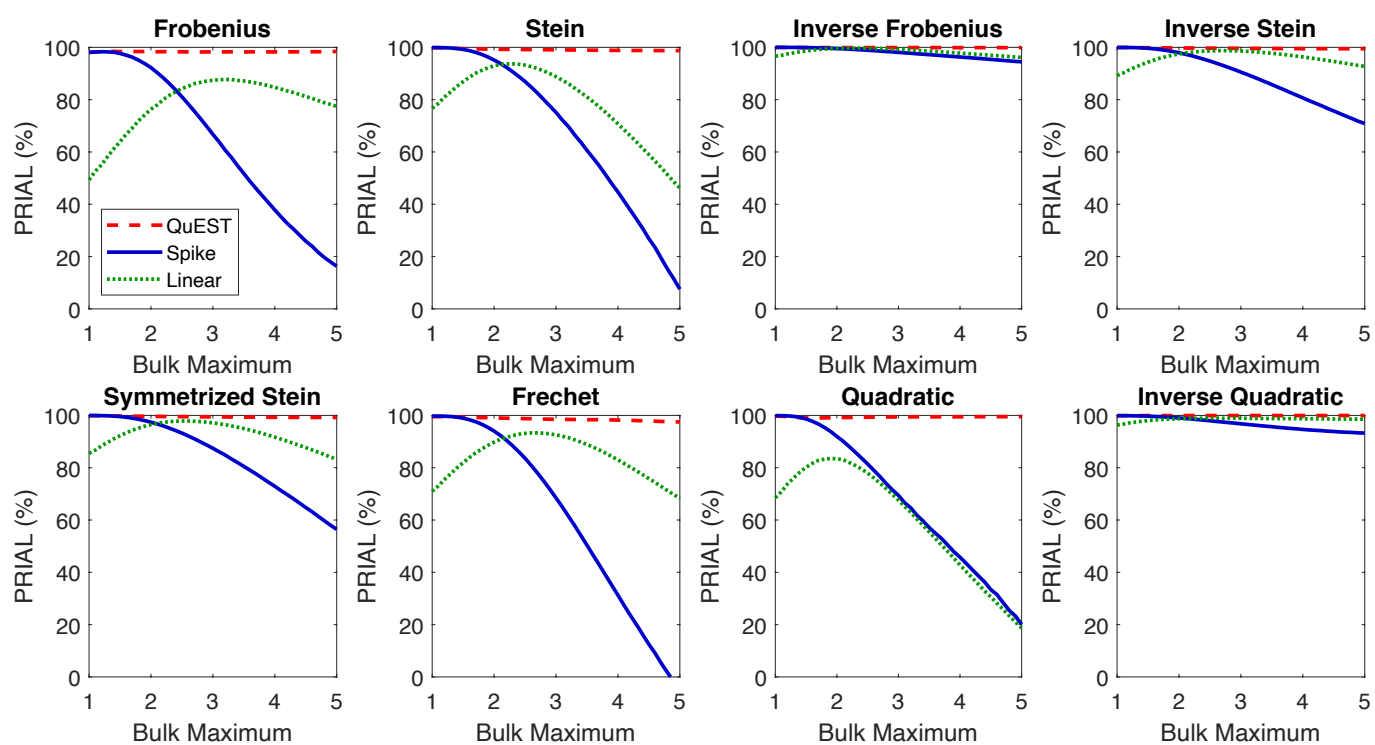 Frobenius
PRIAL (%)
100
80
60
40
20
0
QuEST
Spike
Linear
1 2 3 4 5
Bulk Maximum
Stein
PRIAL (%)
100
80
60
40
20
0
1 2 3 4 5
Bulk Maximum
Inverse Frobenius
PRIAL (%)
100
80
60
40
20
0
1 2 3 4 5
Bulk Maximum
Inverse Stein
PRIAL (%)
100
80
60
40
20
0
1 2 3 4 5
Bulk Maximum
Symmetrized Stein
PRIAL (%)
100
80
60
40
20
0
1 2 3 4 5
Bulk Maximum
Frechet
PRIAL (%)
100
80
60
40
20
0
1 2 3 4 5
Bulk Maximum
Quadratic
PRIAL (%)
100
80
60
40
20
0
1 2 3 4 5
Bulk Maximum
Inverse Quadratic
PRIAL (%)
100
80
60
40
20
0
1 2 3 4 5
Bulk Maximum